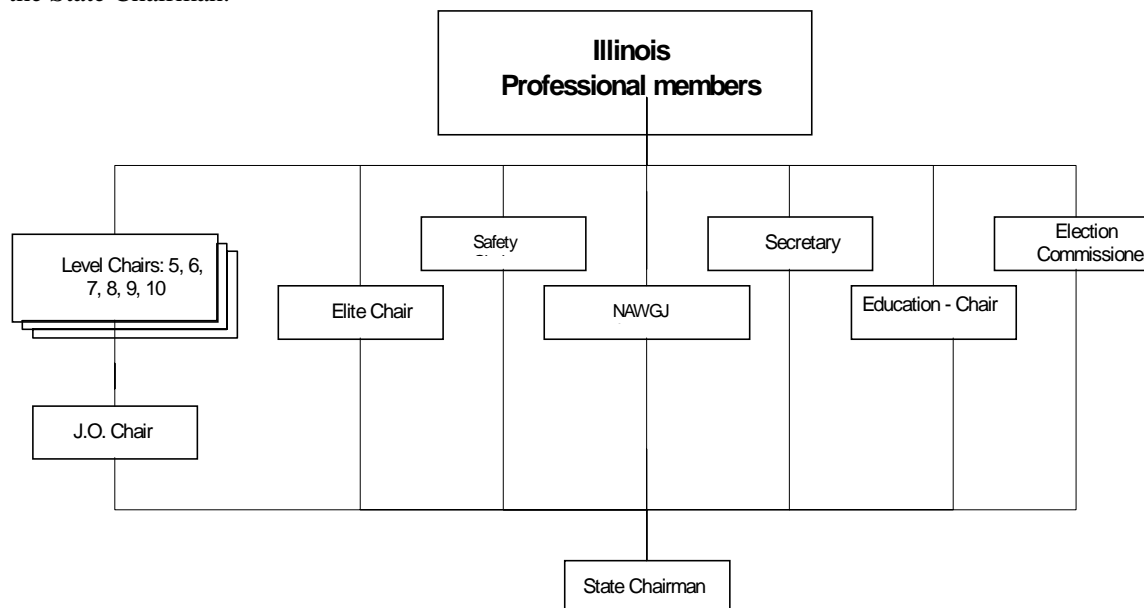 the State Chairman.
Illinois
Professional members
Safety
Secretary
Election
Commissione
Level Chairs: 5, 6,
7, 8, 9, 10
Elite Chair
NAWGJ
Education - Chair
J.O. Chair
State Chairman